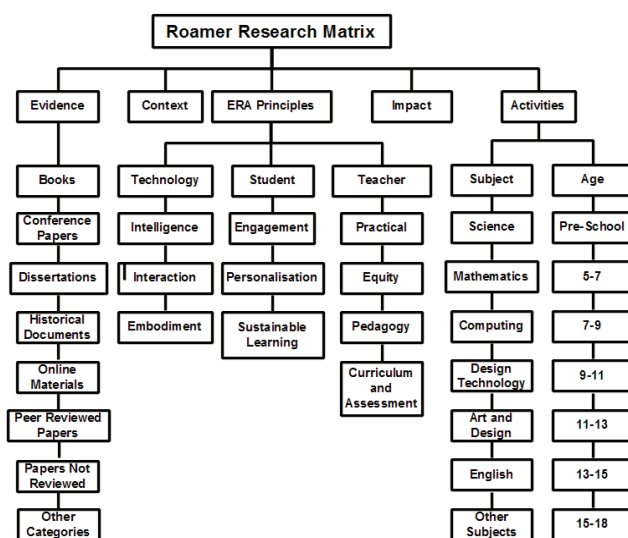 Roamer Research Matrix
Evidence
Context
ERA Principles
Impact
Activities
Books
Technology
Student
Teacher
Subject
Age
Conference
Papers
Intelligence
Engagement
Practical
Science
Pre-School
Dissertations
Interaction
Personalisation
Equity
Mathematics
5-7
Historical
Documents
Embodiment
Sustainable
Learning
Pedagogy
Computing
7-9
Online
Materials
Curriculum
and
Assessment
Design
Technology
9-11
Peer Reviewed
Papers
Art and
Design
11-13
Papers Not
Reviewed
English
13-15
Other
Categories
Other
Subjects
15-18